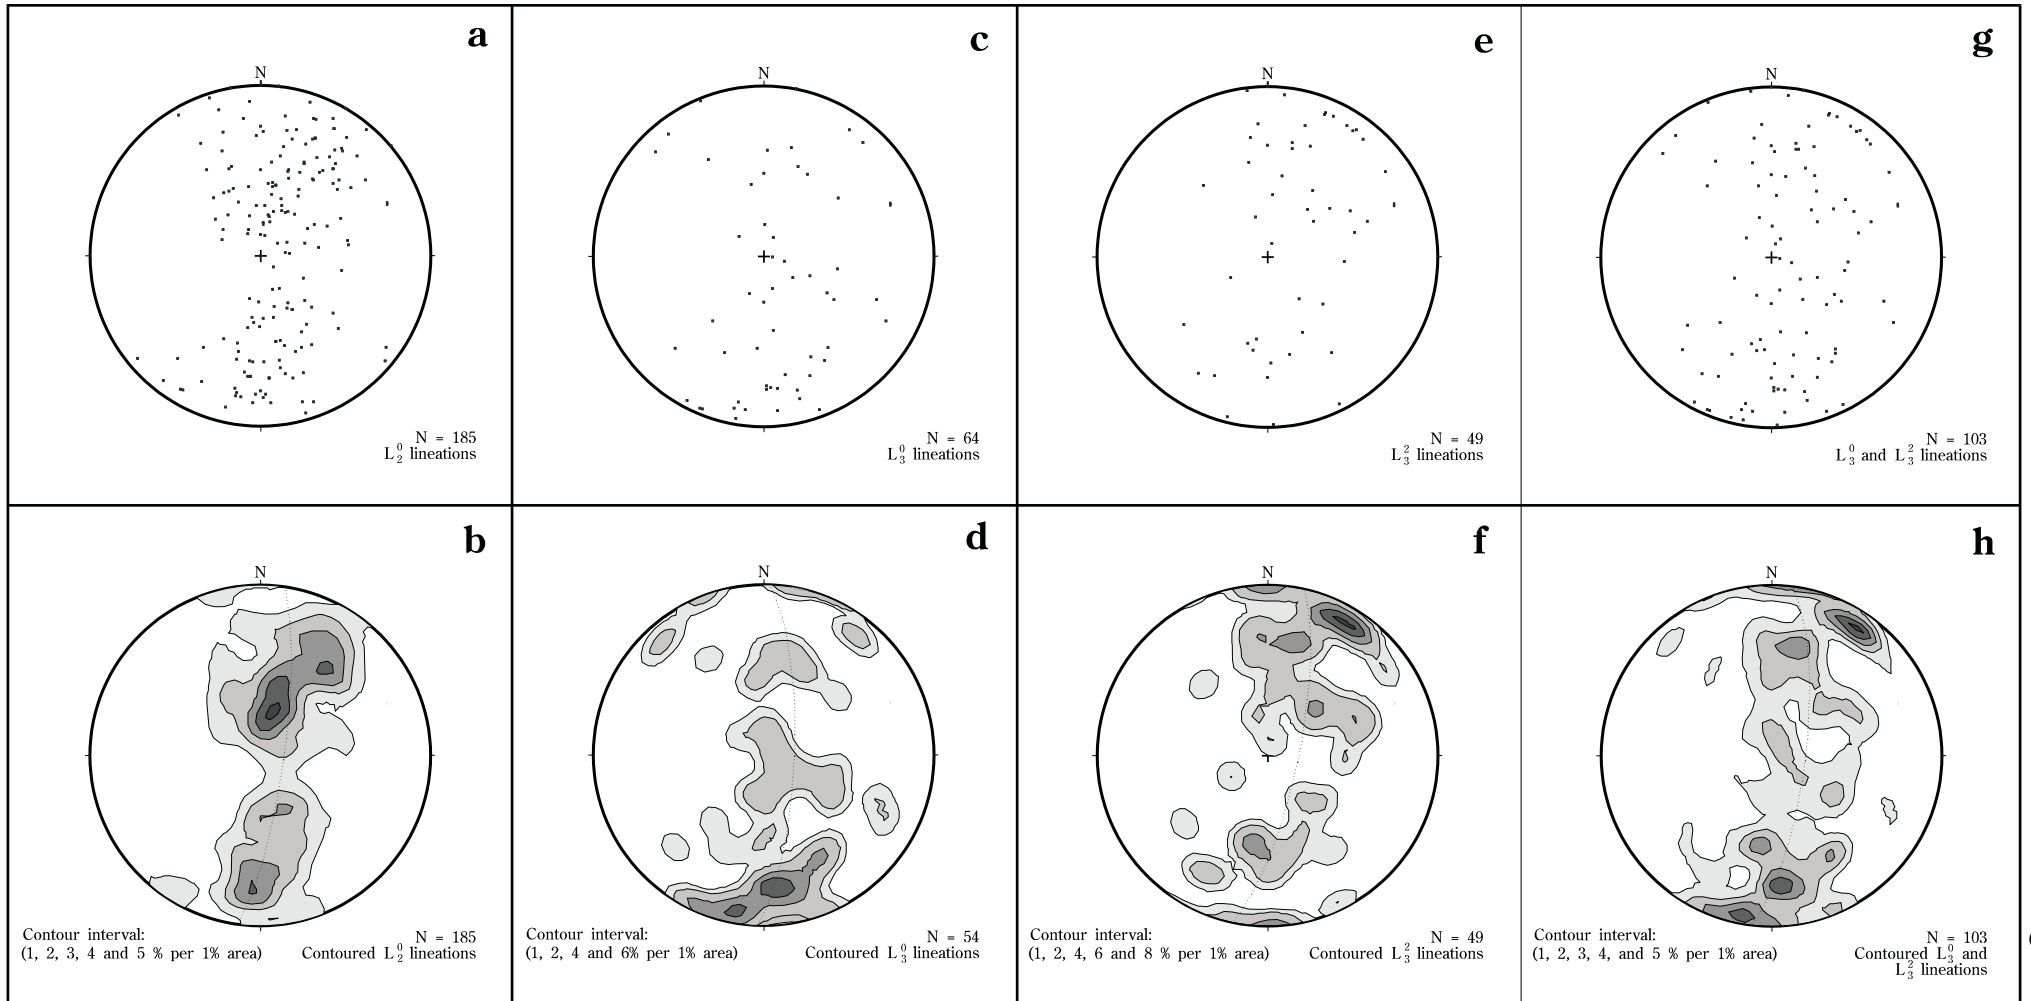 a
N
N = 185
L⁰₂ lineations
c
N
N = 64
L⁰₃ lineations
e
N
N = 49
L²₃ lineations
g
N
N = 103
L⁰₃ and L²₃ lineations
b
N
Contour interval:
(1, 2, 3, 4 and 5 % per 1% area)
N = 185
Contoured L⁰₂ lineations
d
N
Contour interval:
(1, 2, 4 and 6% per 1% area)
N = 54
Contoured L⁰₃ lineations
f
N
Contour interval:
(1, 2, 4, 6 and 8 % per 1% area)
N = 49
Contoured L²₃ lineations
h
N
Contour interval:
(1, 2, 3, 4, and 5 % per 1% area)
N = 103
Contoured L⁰₃ and
L²₃ lineations